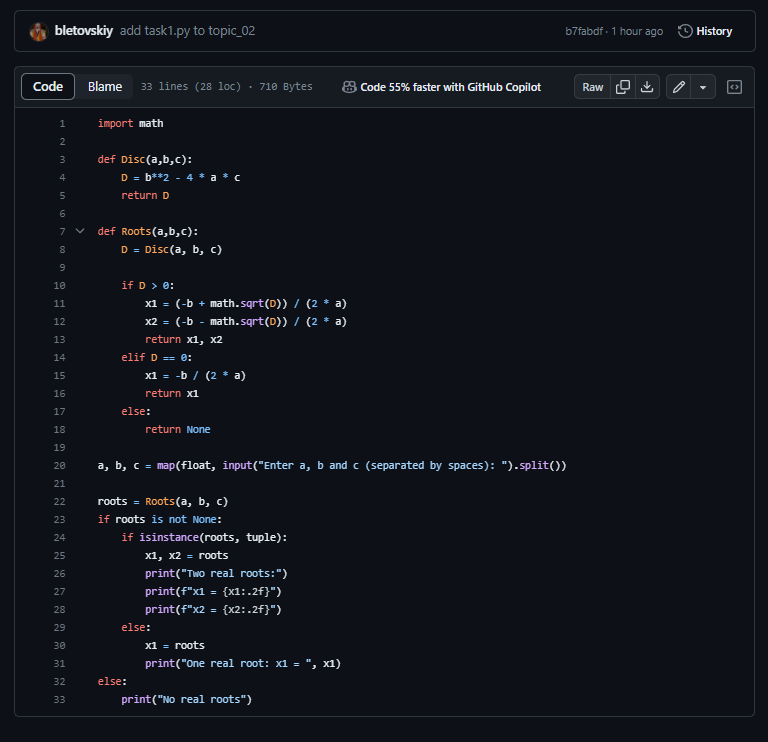 bletovskiy add task1.py to topic_02 b7fabdf · 1 hour ago History
Code Blame 33 lines (28 loc) · 710 Bytes Code 55% faster with GitHub Copilot Raw
1 import math
2
3 def Disc(a,b,c):
4     D = b**2 - 4 * a * c
5     return D
6
7 def Roots(a,b,c):
8     D = Disc(a, b, c)
9
10     if D > 0:
11         x1 = (-b + math.sqrt(D)) / (2 * a)
12         x2 = (-b - math.sqrt(D)) / (2 * a)
13         return x1, x2
14     elif D == 0:
15         x1 = -b / (2 * a)
16         return x1
17     else:
18         return None
19
20 a, b, c = map(float, input("Enter a, b and c (separated by spaces): ").split())
21
22 roots = Roots(a, b, c)
23 if roots is not None:
24     if isinstance(roots, tuple):
25         x1, x2 = roots
26         print("Two real roots:")
27         print(f"x1 = {x1:.2f}")
28         print(f"x2 = {x2:.2f}")
29     else:
30         x1 = roots
31         print("One real root: x1 = ", x1)
32 else:
33     print("No real roots")